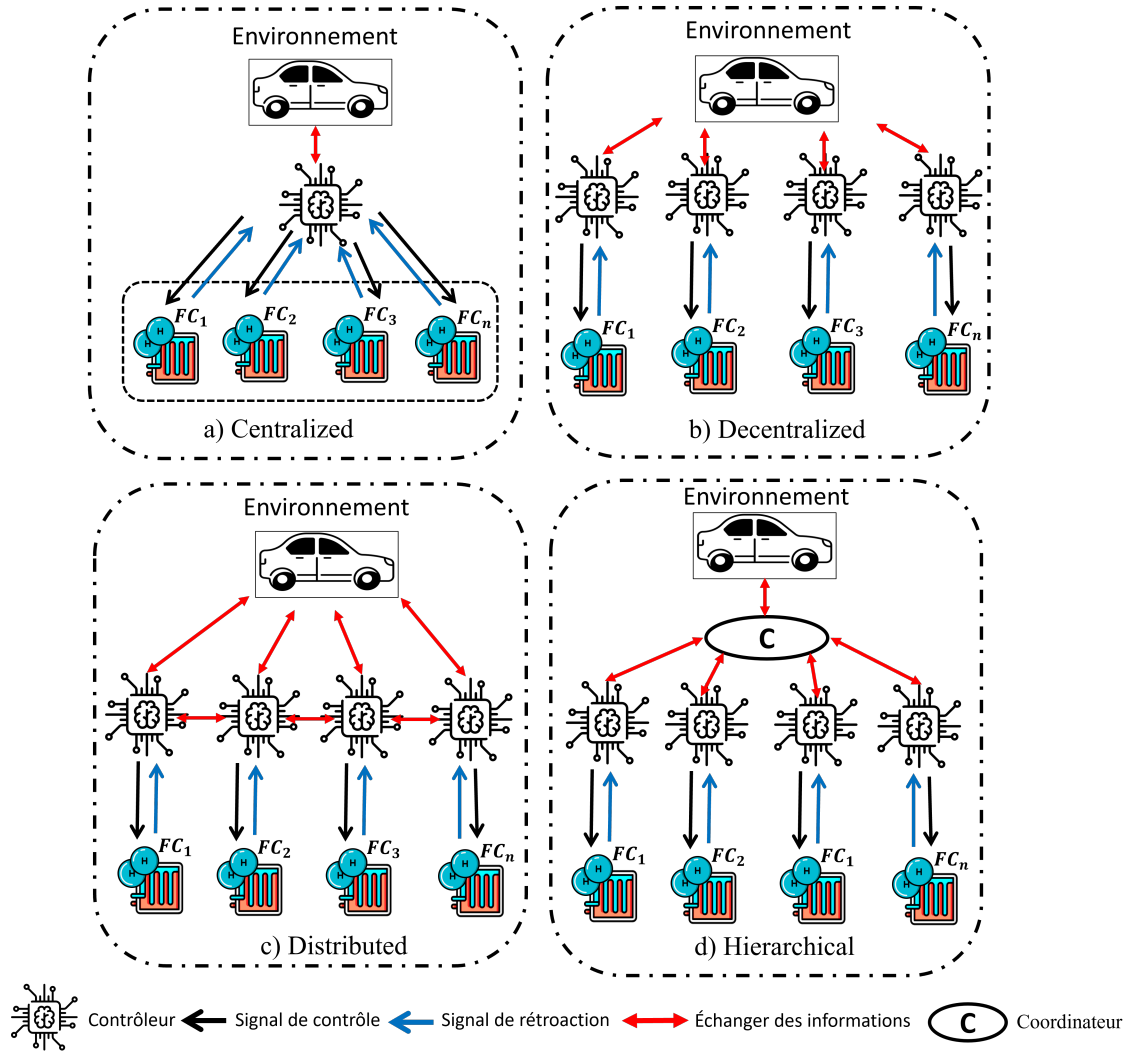 Environnement
FC1 FC2 FC3 FCn
H H H H H H H H
a) Centralized
Environnement
FC1 FC2 FC3 FCn
H H H H H H H H
b) Decentralized
Environnement
FC1 FC2 FC3 FCn
H H H H H H H H
c) Distributed
Environnement
C
FC1 FC2 FC1 FCn
H H H H H H H H
d) Hierarchical
Contrôleur Signal de contrôle Signal de rétroaction Échanger des informations C Coordinateur